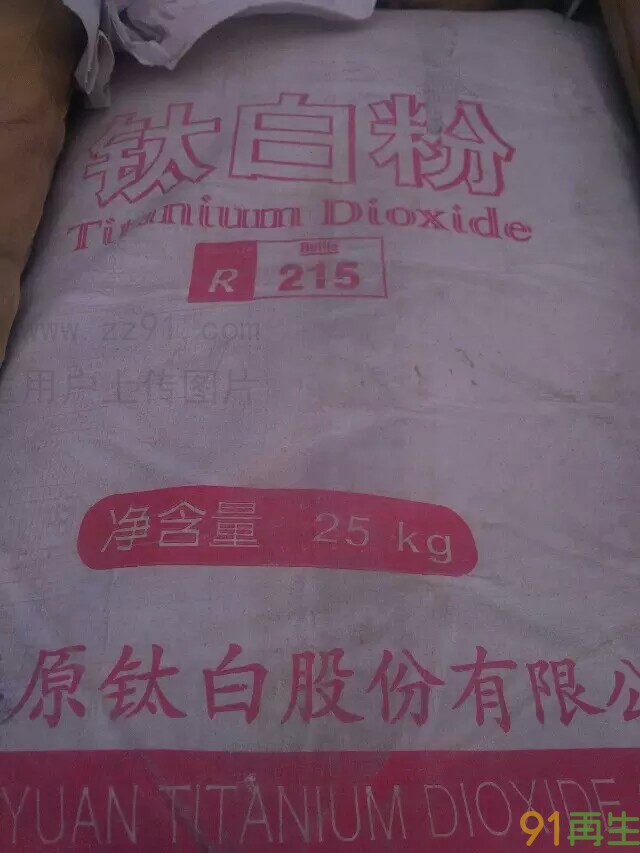 钛白粉
Titanium Dioxide
R 215
www.zz91.com
用户上传图片
净含量 25 kg
原钛白股份有限公
YUAN TITANIUM DIOXIDE
91再生